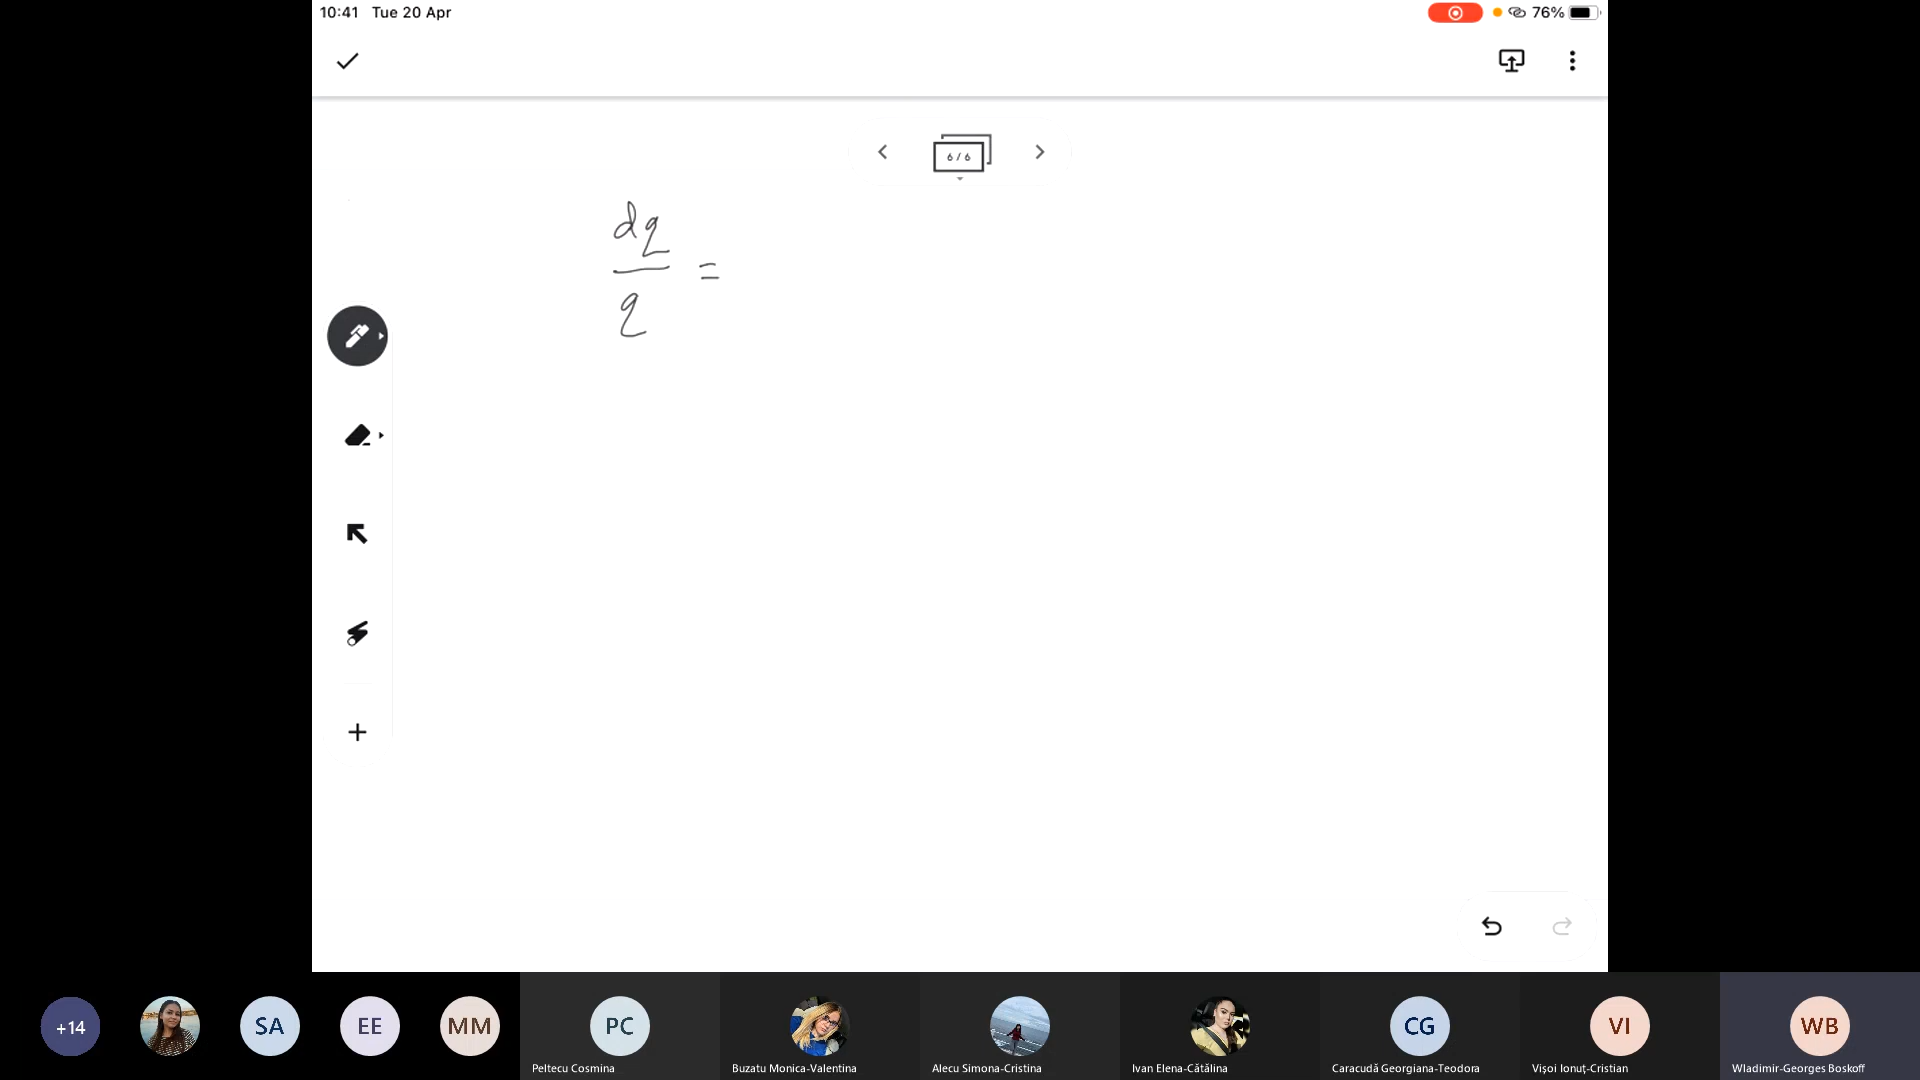 10:41 Tue 20 Apr
76%
6 / 6
dq
q
=
+14
SA
EE
MM
PC
CG
VI
WB
Peltecu Cosmina
Buzatu Monica-Valentina
Alecu Simona-Cristina
Ivan Elena-Cătălina
Caracudă Georgiana-Teodora
Vișoi Ionuț-Cristian
Wladimir-Georges Boskoff